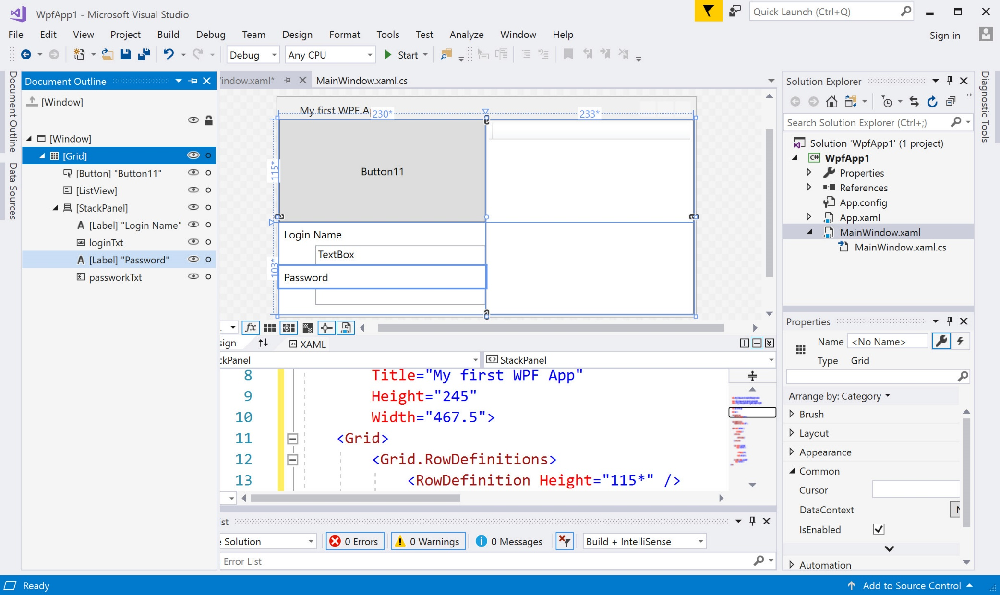 WpfApp1 - Microsoft Visual Studio
Quick Launch (Ctrl+Q)
File Edit View Project Build Debug Team Design Format Tools Test Analyze Window Help
Sign in
Debug Any CPU Start
Document Outline
Data Sources
Document Outline
[Window]
[Window]
[Grid]
[Button] "Button11"
[ListView]
[StackPanel]
[Label] "Login Name"
loginTxt
[Label] "Password"
passworkTxt
indow.xaml*
MainWindow.xaml.cs
My first WPF A
230*
233*
115*
Button11
103*
Login Name
TextBox
Password
sign
XAML
ckPanel
StackPanel
8 Title="My first WPF App"
9 Height="245"
10 Width="467.5">
11 <Grid>
12 <Grid.RowDefinitions>
13 <RowDefinition Height="115*" />
ist
e Solution
0 Errors
0 Warnings
0 Messages
Build + IntelliSense
Error List
Solution Explorer
Search Solution Explorer (Ctrl+;)
Solution 'WpfApp1' (1 project)
C# WpfApp1
Properties
References
App.config
App.xaml
MainWindow.xaml
MainWindow.xaml.cs
Diagnostic Tools
Properties
Name <No Name>
Type Grid
Arrange by: Category
Brush
Layout
Appearance
Common
Cursor
DataContext N
IsEnabled
Automation
Ready
Add to Source Control